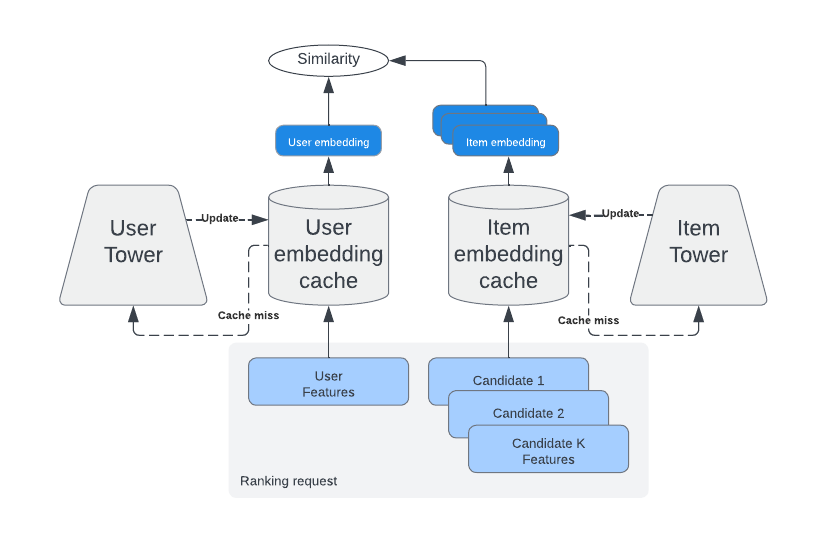 Similarity
User embedding
Item embedding
User
Tower
Update
User
embedding
cache
Item
embedding
cache
Update
Item
Tower
Cache miss
Cache miss
User
Features
Candidate 1
Candidate 2
Candidate K
Features
Ranking request